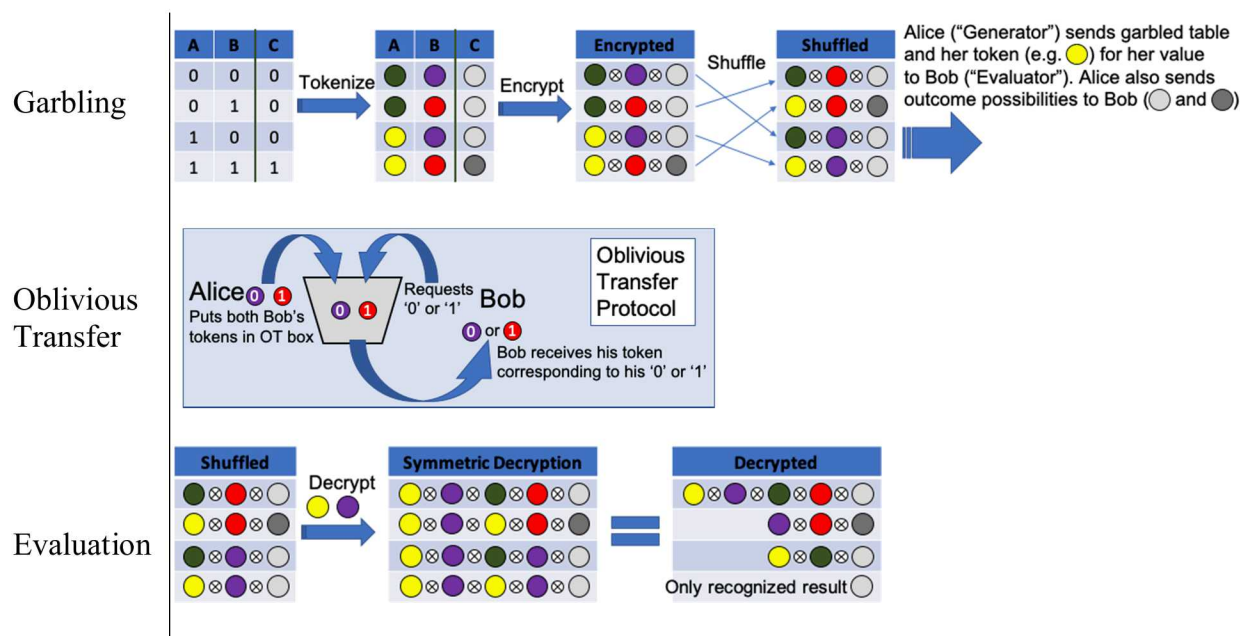 Garbling
A B C
0 0 0
0 1 0
1 0 0
1 1 1
Tokenize
A B C
Encrypt
Encrypted
Shuffle
Shuffled
Alice (“Generator”) sends garbled table
and her token (e.g. ) for her value
to Bob (“Evaluator”). Alice also sends
outcome possibilities to Bob ( and )
Oblivious
Transfer
Alice 0 1
Puts both Bob’s
tokens in OT box
0 1
Requests
‘0’ or ‘1’
Bob
0 or 1
Bob receives his token
corresponding to his ‘0’ or ‘1’
Oblivious
Transfer
Protocol
Evaluation
Shuffled
Decrypt
Symmetric Decryption
Decrypted
Only recognized result